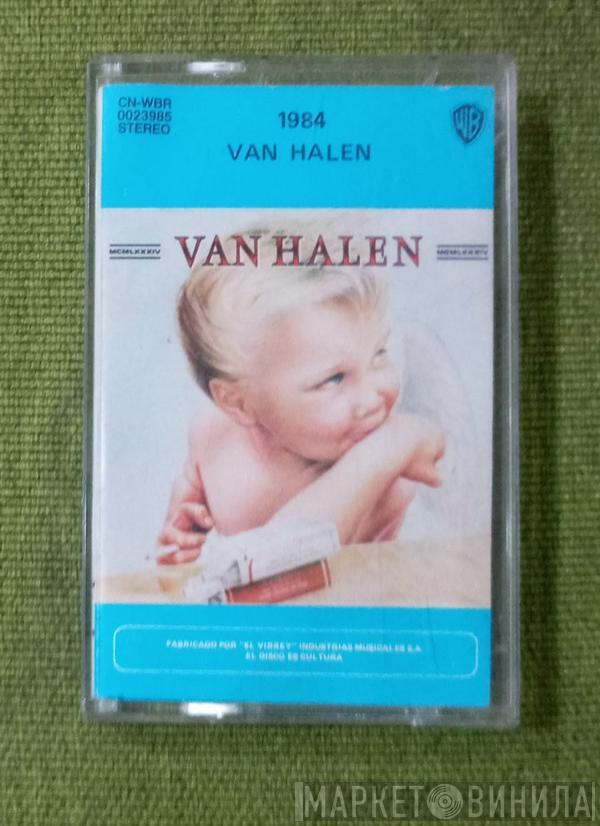 CN-WBR
0023985
STEREO
1984
VAN HALEN
WB
MCMLXXXIV VAN HALEN MCMLXXXIV
FABRICADO POR "EL VIRREY" INDUSTRIAS MUSICALES S.A.
EL DISCO ES CULTURA
МАРКЕТ ВИНИЛА